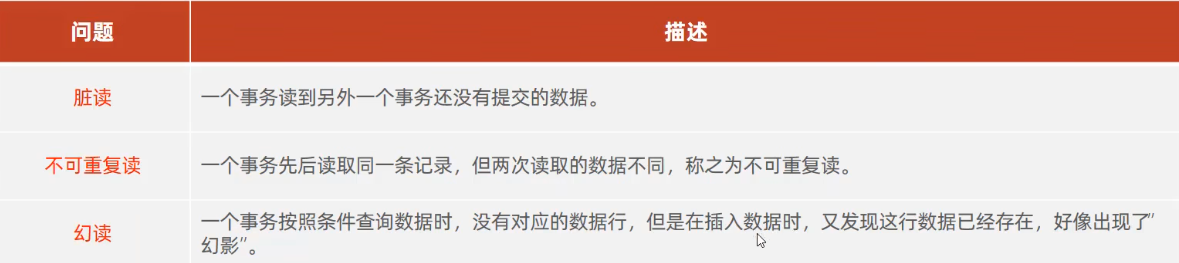 问题
描述
脏读
一个事务读到另外一个事务还没有提交的数据。
不可重复读
一个事务先后读取同一条记录，但两次读取的数据不同，称之为不可重复读。
幻读
一个事务按照条件查询数据时，没有对应的数据行，但是在插入数据时，又发现这行数据已经存在，好像出现了”
幻影”。